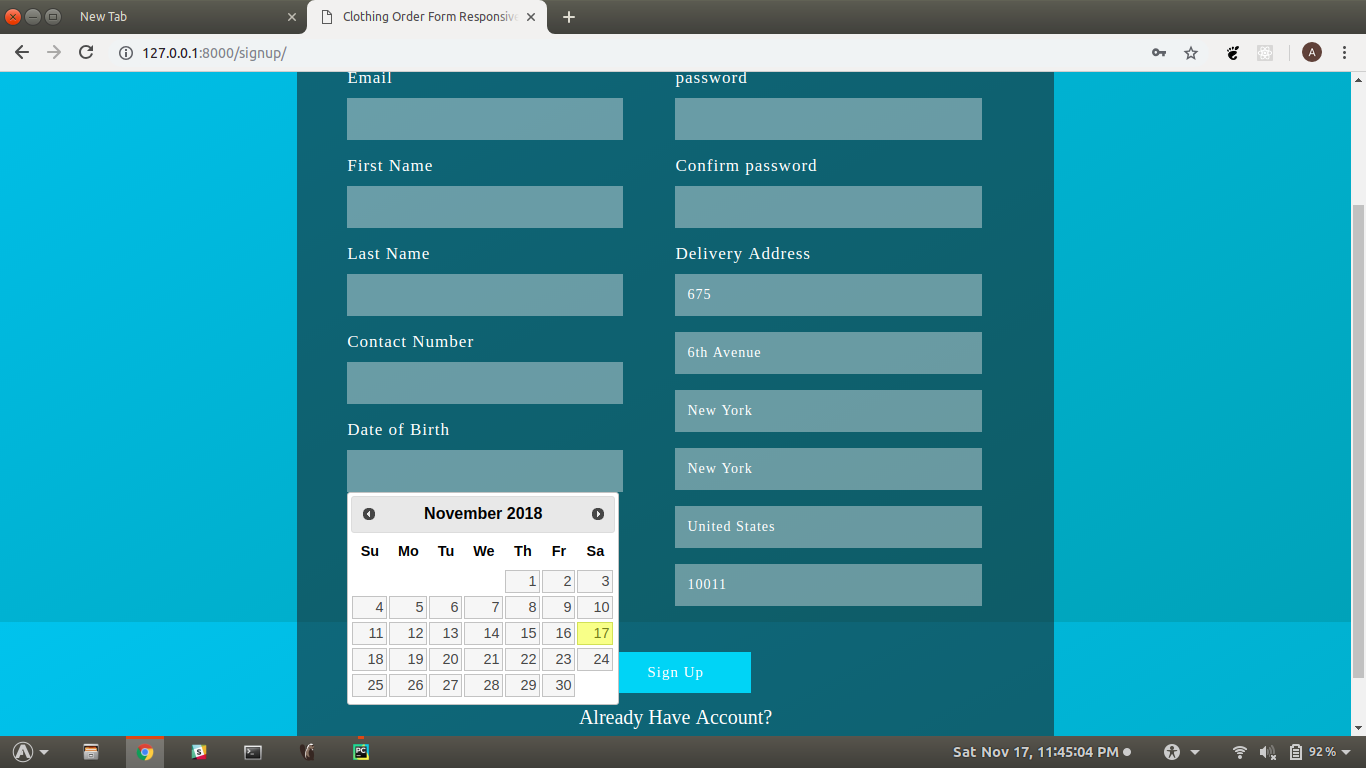 New Tab
Clothing Order Form Responsive
127.0.0.1:8000/signup/
A
Email
password
First Name
Confirm password
Last Name
Delivery Address
675
Contact Number
6th Avenue
New York
Date of Birth
New York
November 2018
United States
Su Mo Tu We Th Fr Sa
1 2 3
10011
4 5 6 7 8 9 10
11 12 13 14 15 16 17
18 19 20 21 22 23 24
25 26 27 28 29 30
Sign Up
Already Have Account?
PC
Sat Nov 17, 11:45:04 PM
92%